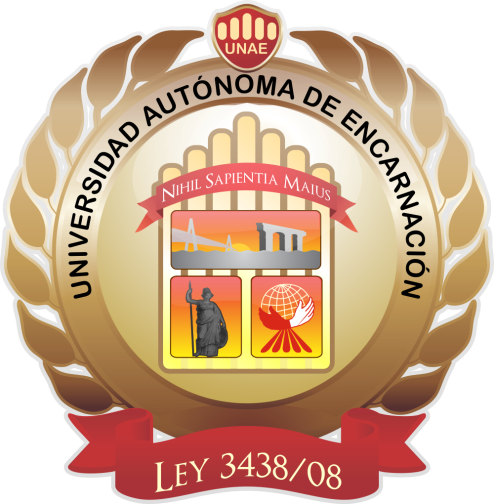 UNAE
UNIVERSIDAD AUTÓNOMA DE ENCARNACIÓN
NIHIL SAPIENTIA MAIUS
LEY 3438/08